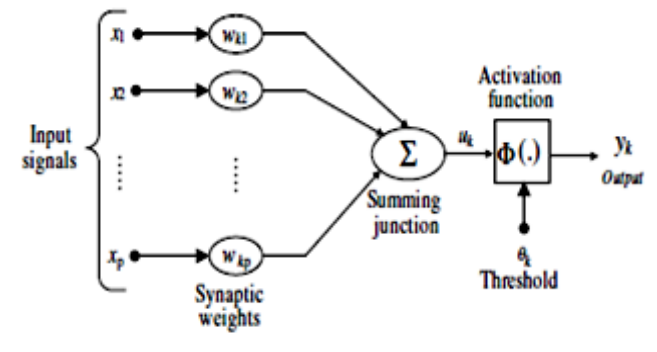 x1
wk1
x2
wk2
Input
signals
xp
wkp
Synaptic
weights
Σ
Summing
junction
uk
Activation
function
Φ(.)
yk
Output
θk
Threshold